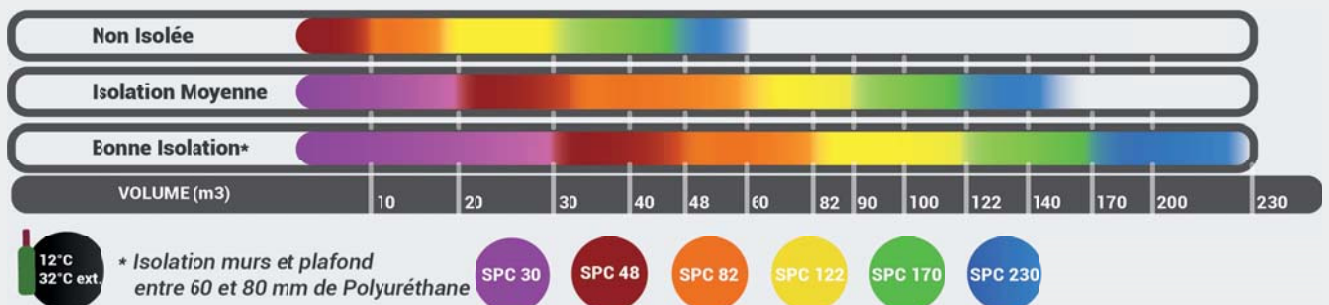 Non Isolée
Isolation Moyenne
Bonne Isolation*
VOLUME (m3) 10 20 30 40 48 60 82 90 100 122 140 170 200 230
12°C
32°C ext.
* Isolation murs et plafond
entre 60 et 80 mm de Polyuréthane
SPC 30 SPC 48 SPC 82 SPC 122 SPC 170 SPC 230